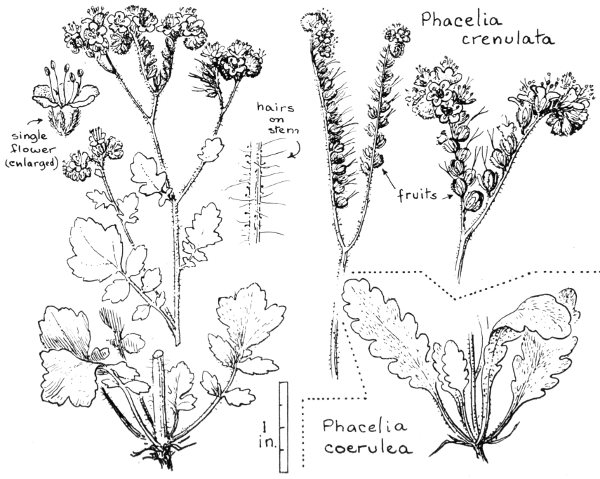 Phacelia
crenulata
single
flower
(enlarged)
hairs
on
stem
fruits
1
in.
Phacelia
coerulea